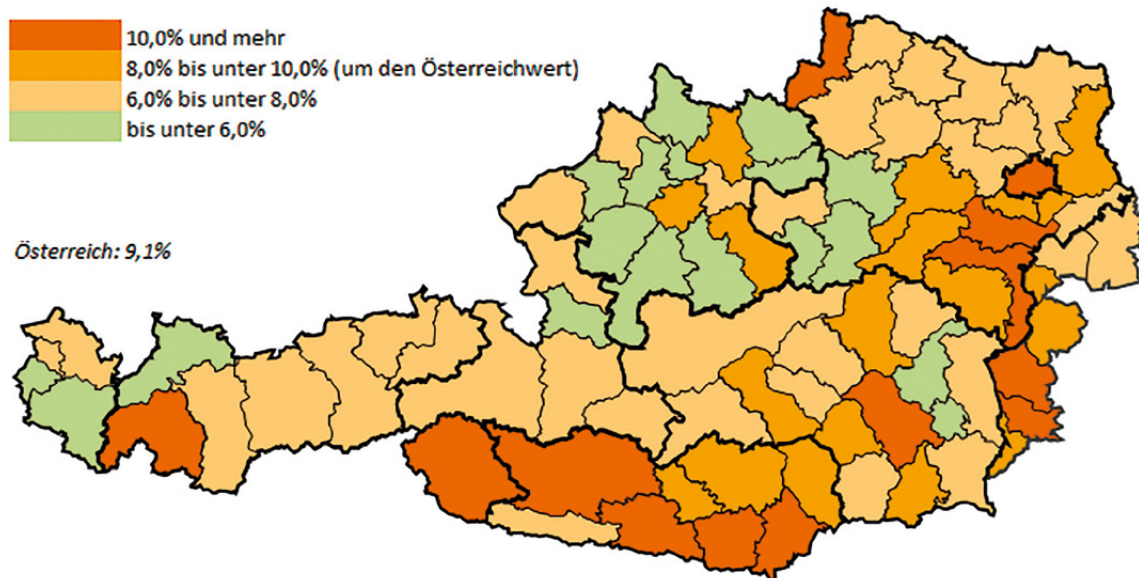 10,0% und mehr
8,0% bis unter 10,0% (um den Österreichwert)
6,0% bis unter 8,0%
bis unter 6,0%
Österreich: 9,1%